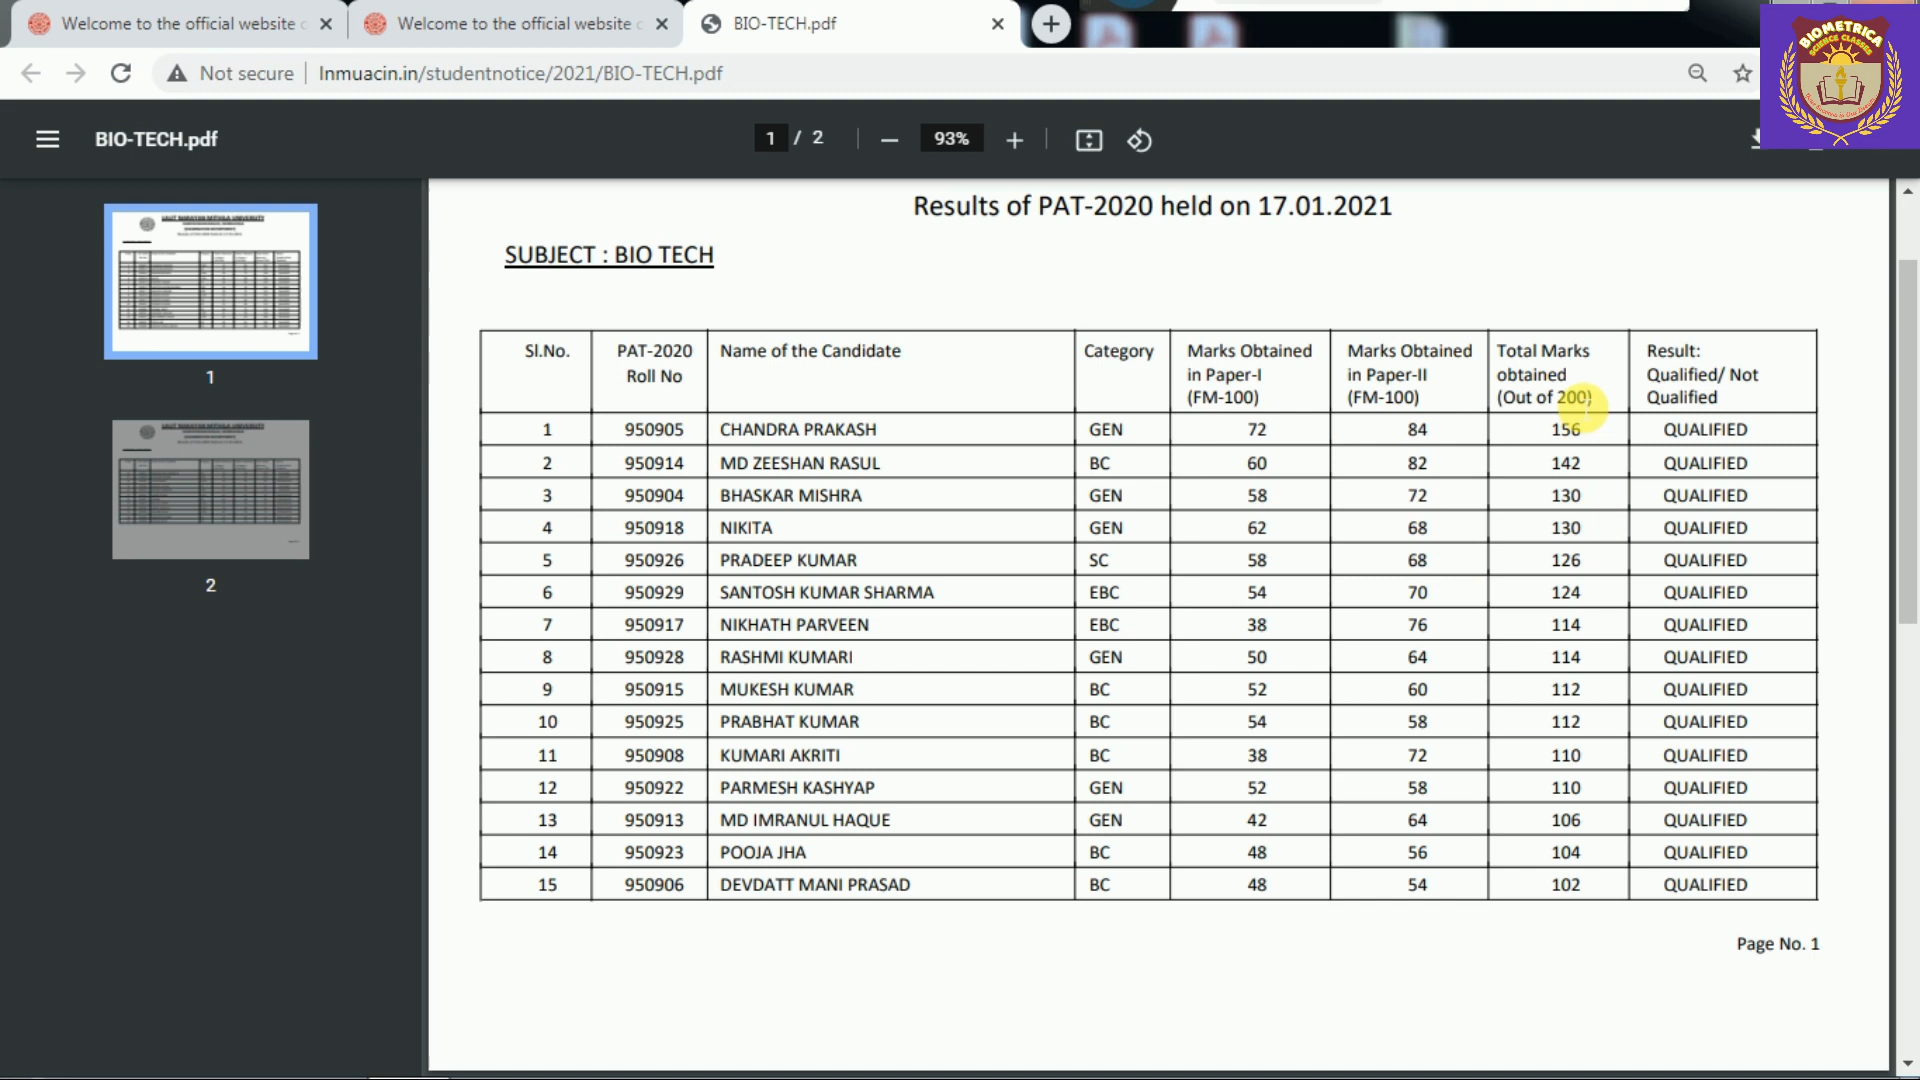 Welcome to the official website
Welcome to the official website
BIO-TECH.pdf
Not secure
lnmuacin.in/studentnotice/2021/BIO-TECH.pdf
BIOMETRICA
SCIENCE CLASSES
BIO-TECH.pdf
1 / 2
93%
LALIT NARAYAN MITHILA UNIVERSITY
1
2
Results of PAT-2020 held on 17.01.2021
SUBJECT : BIO TECH
Sl.No. PAT-2020 Roll No Name of the Candidate Category Marks Obtained in Paper-I (FM-100) Marks Obtained in Paper-II (FM-100) Total Marks obtained (Out of 200) Result: Qualified/ Not Qualified
1 950905 CHANDRA PRAKASH GEN 72 84 156 QUALIFIED
2 950914 MD ZEESHAN RASUL BC 60 82 142 QUALIFIED
3 950904 BHASKAR MISHRA GEN 58 72 130 QUALIFIED
4 950918 NIKITA GEN 62 68 130 QUALIFIED
5 950926 PRADEEP KUMAR SC 58 68 126 QUALIFIED
6 950929 SANTOSH KUMAR SHARMA EBC 54 70 124 QUALIFIED
7 950917 NIKHATH PARVEEN EBC 38 76 114 QUALIFIED
8 950928 RASHMI KUMARI GEN 50 64 114 QUALIFIED
9 950915 MUKESH KUMAR BC 52 60 112 QUALIFIED
10 950925 PRABHAT KUMAR BC 54 58 112 QUALIFIED
11 950908 KUMARI AKRITI BC 38 72 110 QUALIFIED
12 950922 PARMESH KASHYAP GEN 52 58 110 QUALIFIED
13 950913 MD IMRANUL HAQUE GEN 42 64 106 QUALIFIED
14 950923 POOJA JHA BC 48 56 104 QUALIFIED
15 950906 DEVDATT MANI PRASAD BC 48 54 102 QUALIFIED
Page No. 1